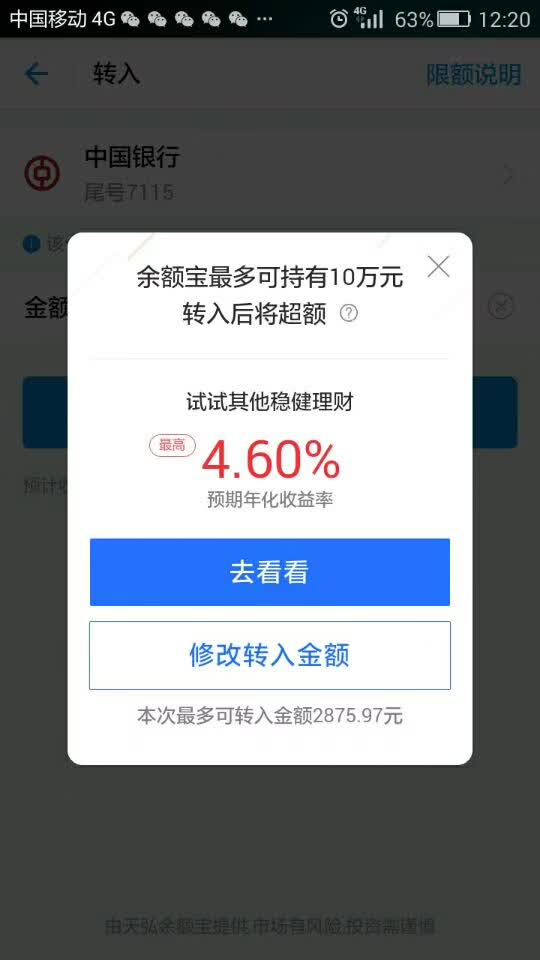 中国移动 4G ··· 4G 63% 12:20
转入 限额说明
中国银行
尾号7115
该
余额宝最多可持有10万元
转入后将超额 ?
金额
试试其他稳健理财
最高 4.60%
预期年化收益率
预计
去看看
修改转入金额
本次最多可转入金额2875.97元
由天弘余额宝提供,市场有风险,投资需谨慎